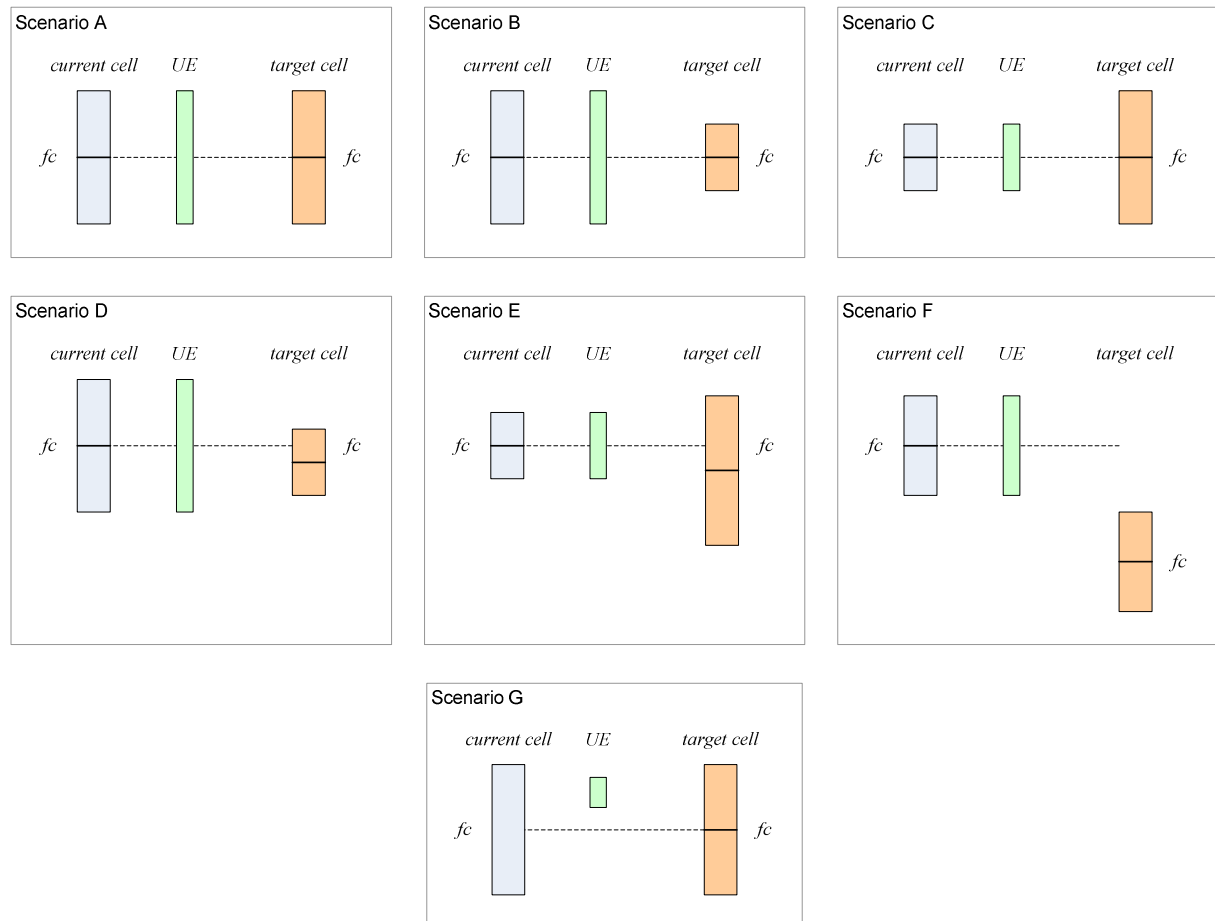 Scenario A
current cell UE target cell
fc fc
Scenario B
current cell UE target cell
fc fc
Scenario C
current cell UE target cell
fc fc
Scenario D
current cell UE target cell
fc fc
Scenario E
current cell UE target cell
fc fc
Scenario F
current cell UE target cell
fc
fc
Scenario G
current cell UE target cell
fc fc